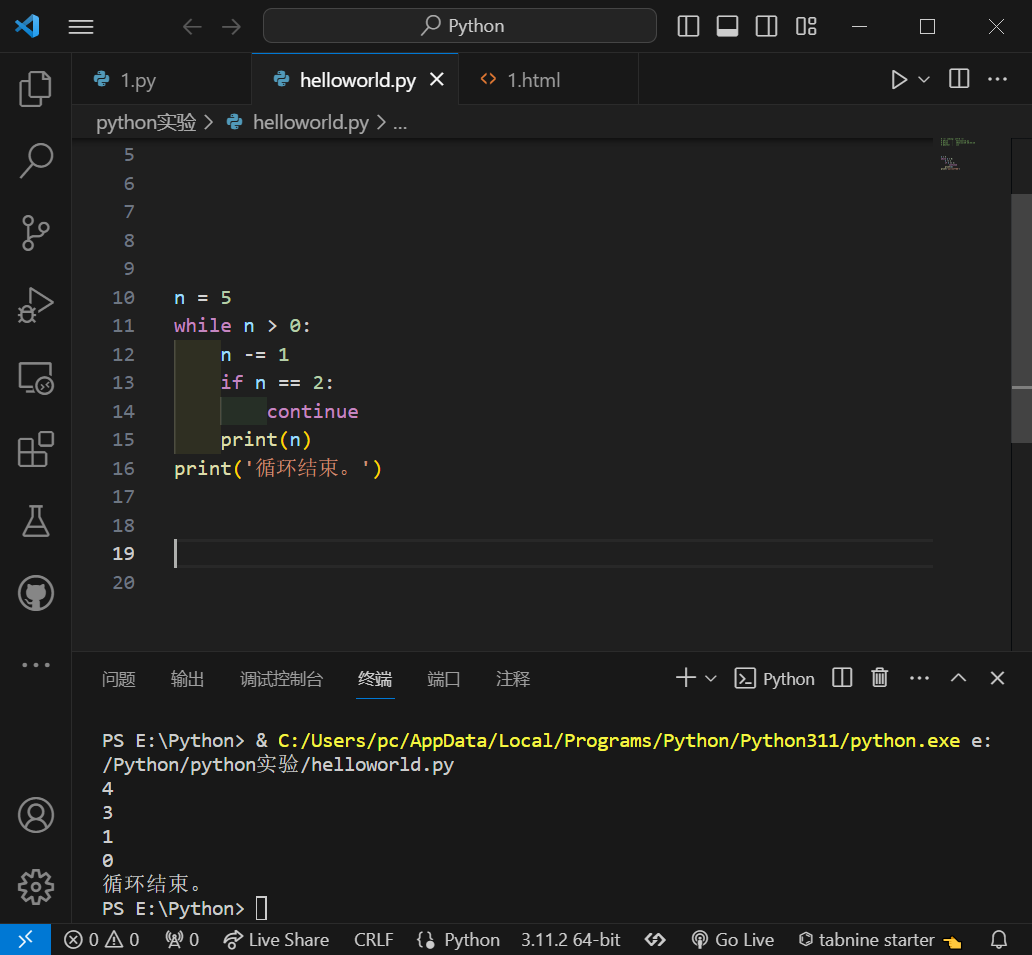 Python
1.py
helloworld.py
1.html
python实验 > helloworld.py > ...
5
6
7
8
9
10 n = 5
11 while n > 0:
12 n -= 1
13 if n == 2:
14 continue
15 print(n)
16 print('循环结束。')
17
18
19
20
问题 输出 调试控制台 终端 端口 注释 Python
PS E:\Python> & C:/Users/pc/AppData/Local/Programs/Python/Python311/python.exe e:
/Python/python实验/helloworld.py
4
3
1
0
循环结束。
PS E:\Python>
0 0 0 Live Share CRLF Python 3.11.2 64-bit Go Live tabnine starter